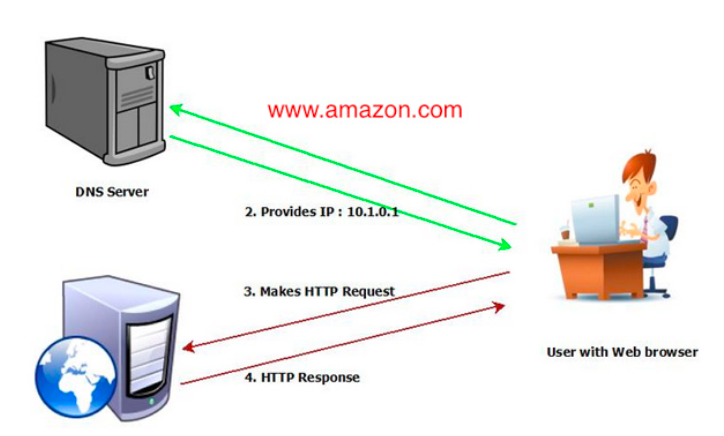 www.amazon.com
DNS Server
2. Provides IP : 10.1.0.1
3. Makes HTTP Request
User with Web browser
4. HTTP Response